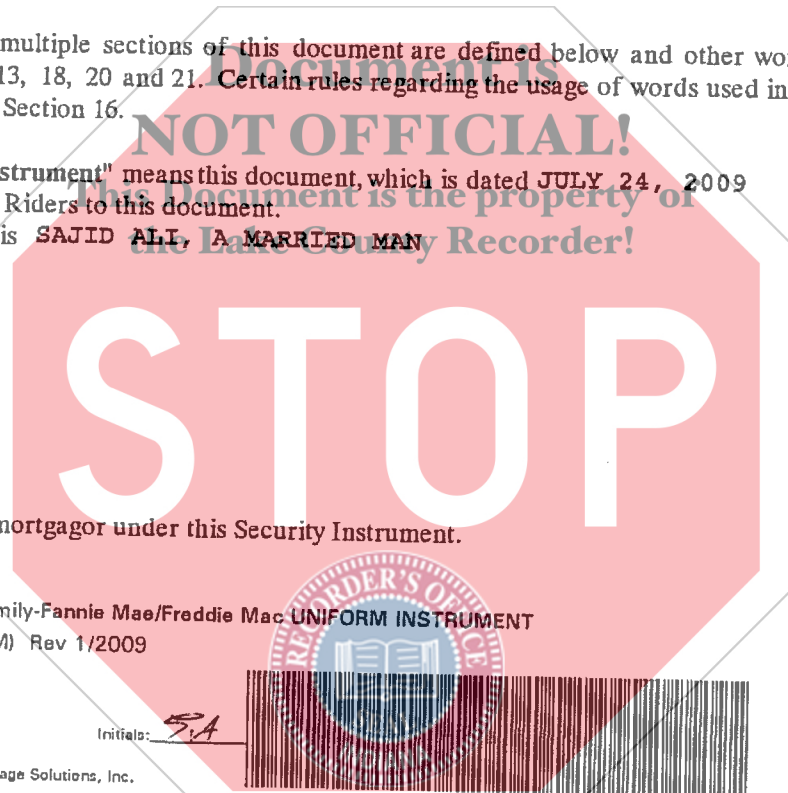 multiple sections of this document are defined below and other wo
Document is
13, 18, 20 and 21. Certain rules regarding the usage of words used in
Section 16.
NOT OFFICIAL!
strument" means this document, which is dated JULY 24, 2009
This Document is the property of
Riders to this document.
is SAJID ALI, A MARRIED MAN
the Lake County Recorder!
STOP
mortgagor under this Security Instrument.
RECORDER'S OFFICE
mily-Fannie Mae/Freddie Mac UNIFORM INSTRUMENT
M) Rev 1/2009
Initials: S.A
INDIANA
age Solutions, Inc.